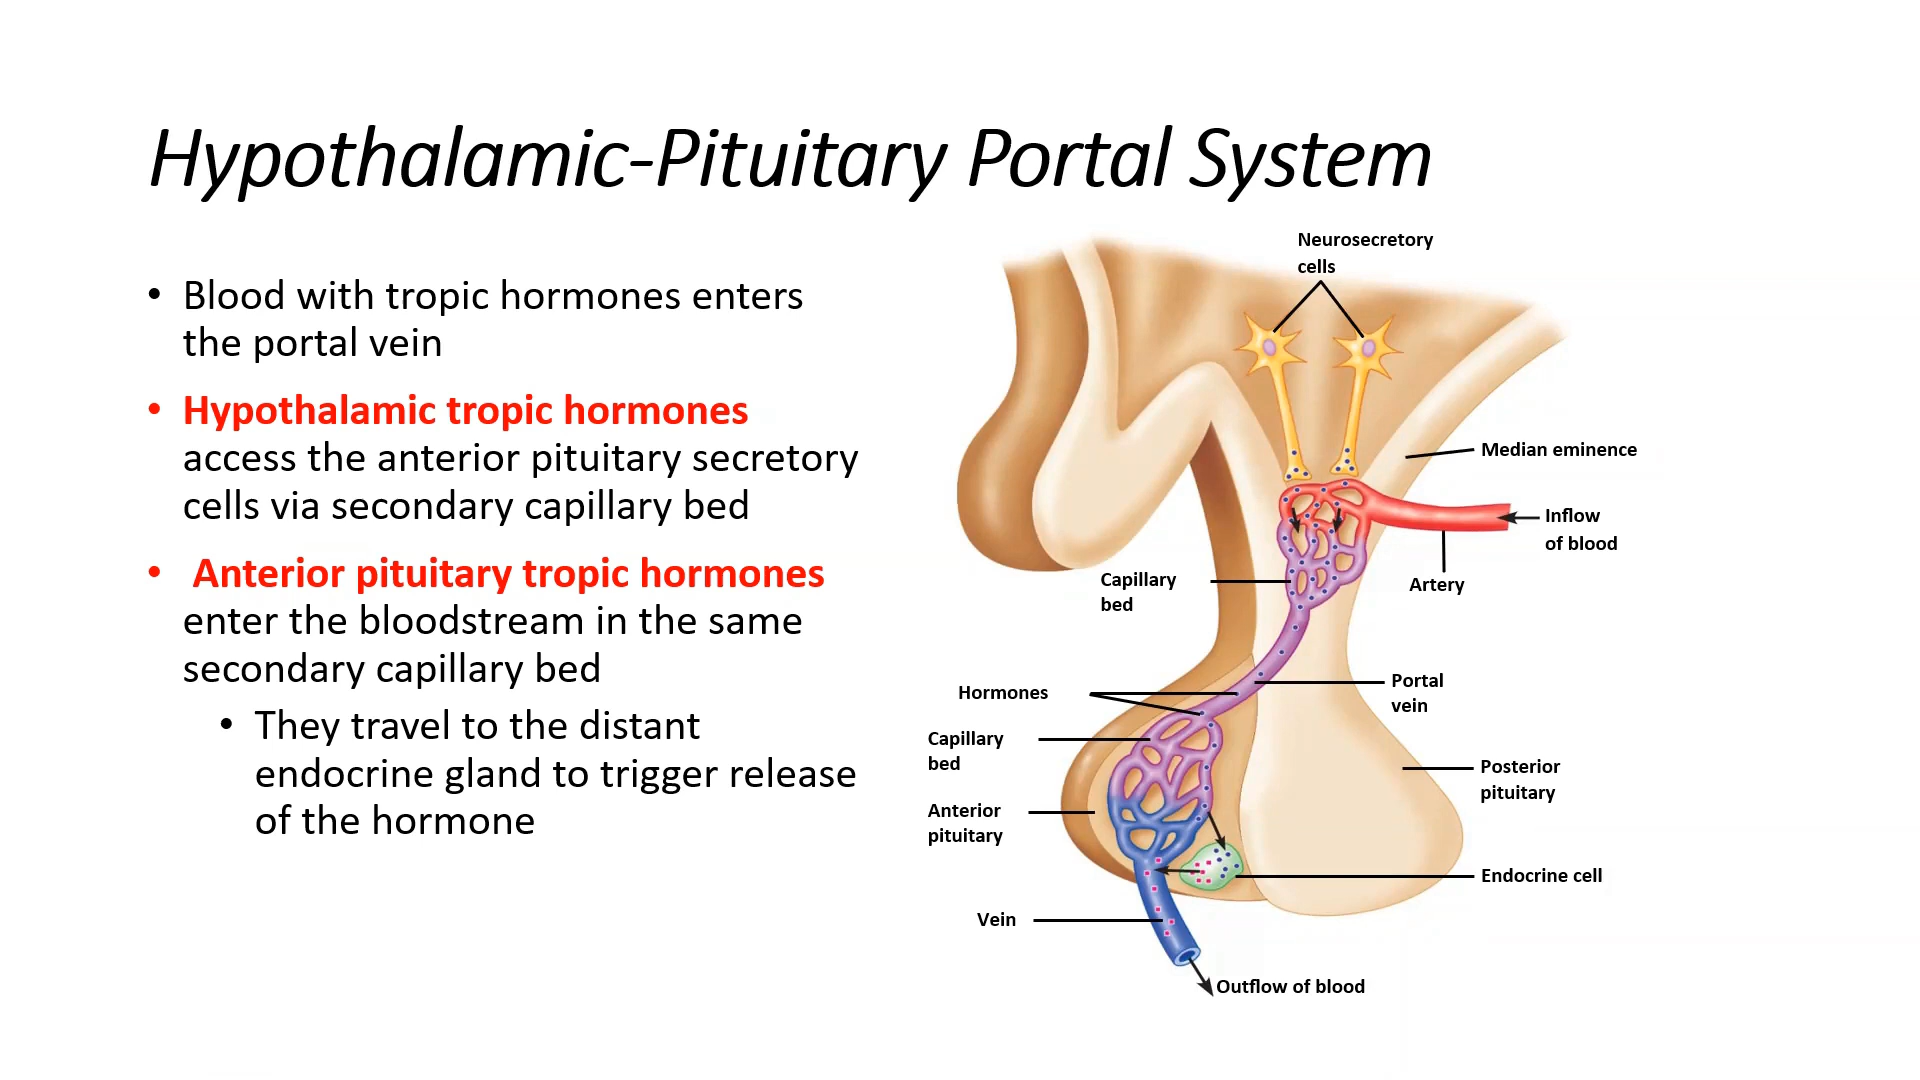 Hypothalamic-Pituitary Portal System
• Blood with tropic hormones enters
the portal vein
• Hypothalamic tropic hormones
access the anterior pituitary secretory
cells via secondary capillary bed
• Anterior pituitary tropic hormones
enter the bloodstream in the same
secondary capillary bed
• They travel to the distant
endocrine gland to trigger release
of the hormone
Neurosecretory
cells
Median eminence
Inflow
of blood
Artery
Capillary
bed
Hormones
Portal
vein
Capillary
bed
Posterior
pituitary
Anterior
pituitary
Endocrine cell
Vein
Outflow of blood